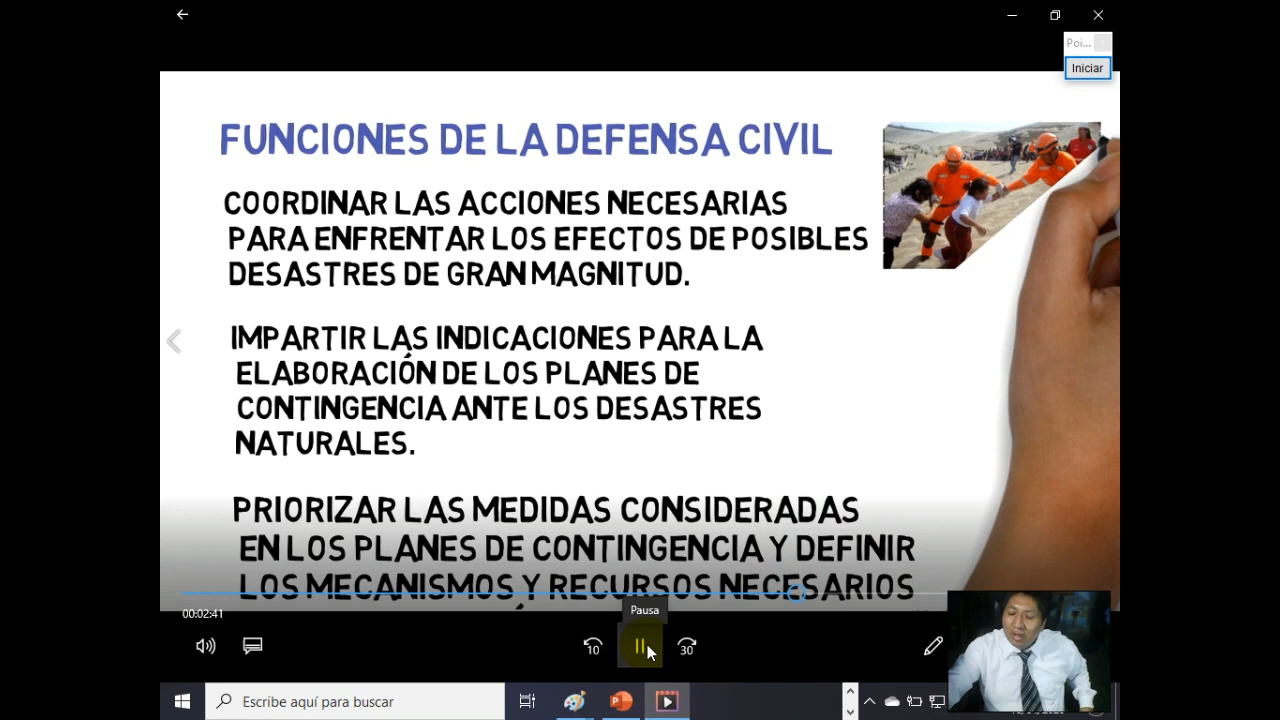 Poi...
Iniciar
FUNCIONES DE LA DEFENSA CIVIL
COORDINAR LAS ACCIONES NECESARIAS
PARA ENFRENTAR LOS EFECTOS DE POSIBLES
DESASTRES DE GRAN MAGNITUD.
IMPARTIR LAS INDICACIONES PARA LA
ELABORACIÓN DE LOS PLANES DE
CONTINGENCIA ANTE LOS DESASTRES
NATURALES.
PRIORIZAR LAS MEDIDAS CONSIDERADAS
EN LOS PLANES DE CONTINGENCIA Y DEFINIR
LOS MECANISMOS Y RECURSOS NECESARIOS
00:02:41
Pausa
10
30
Escribe aquí para buscar